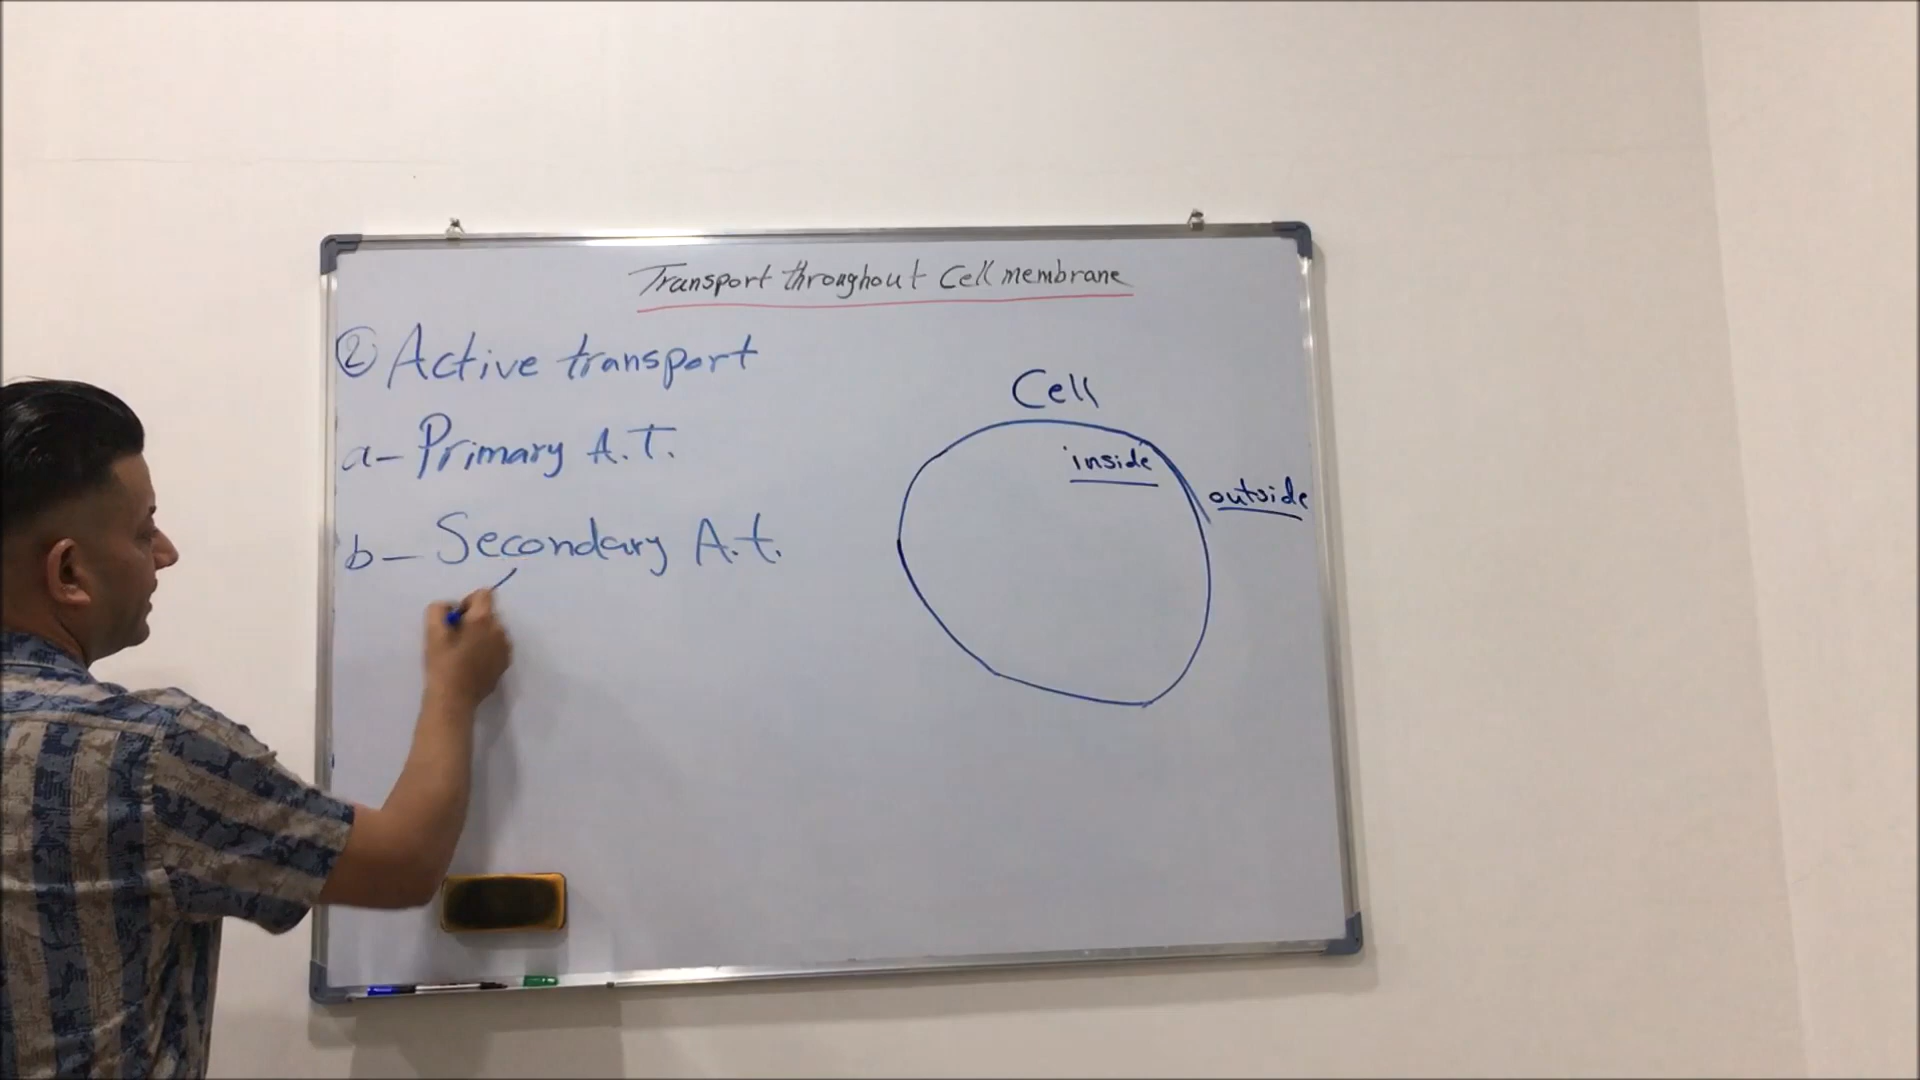 Transport throughout Cell membrane
② Active transport
a- Primary A.T.
b- Secondary A.t.
Cell
inside
outside